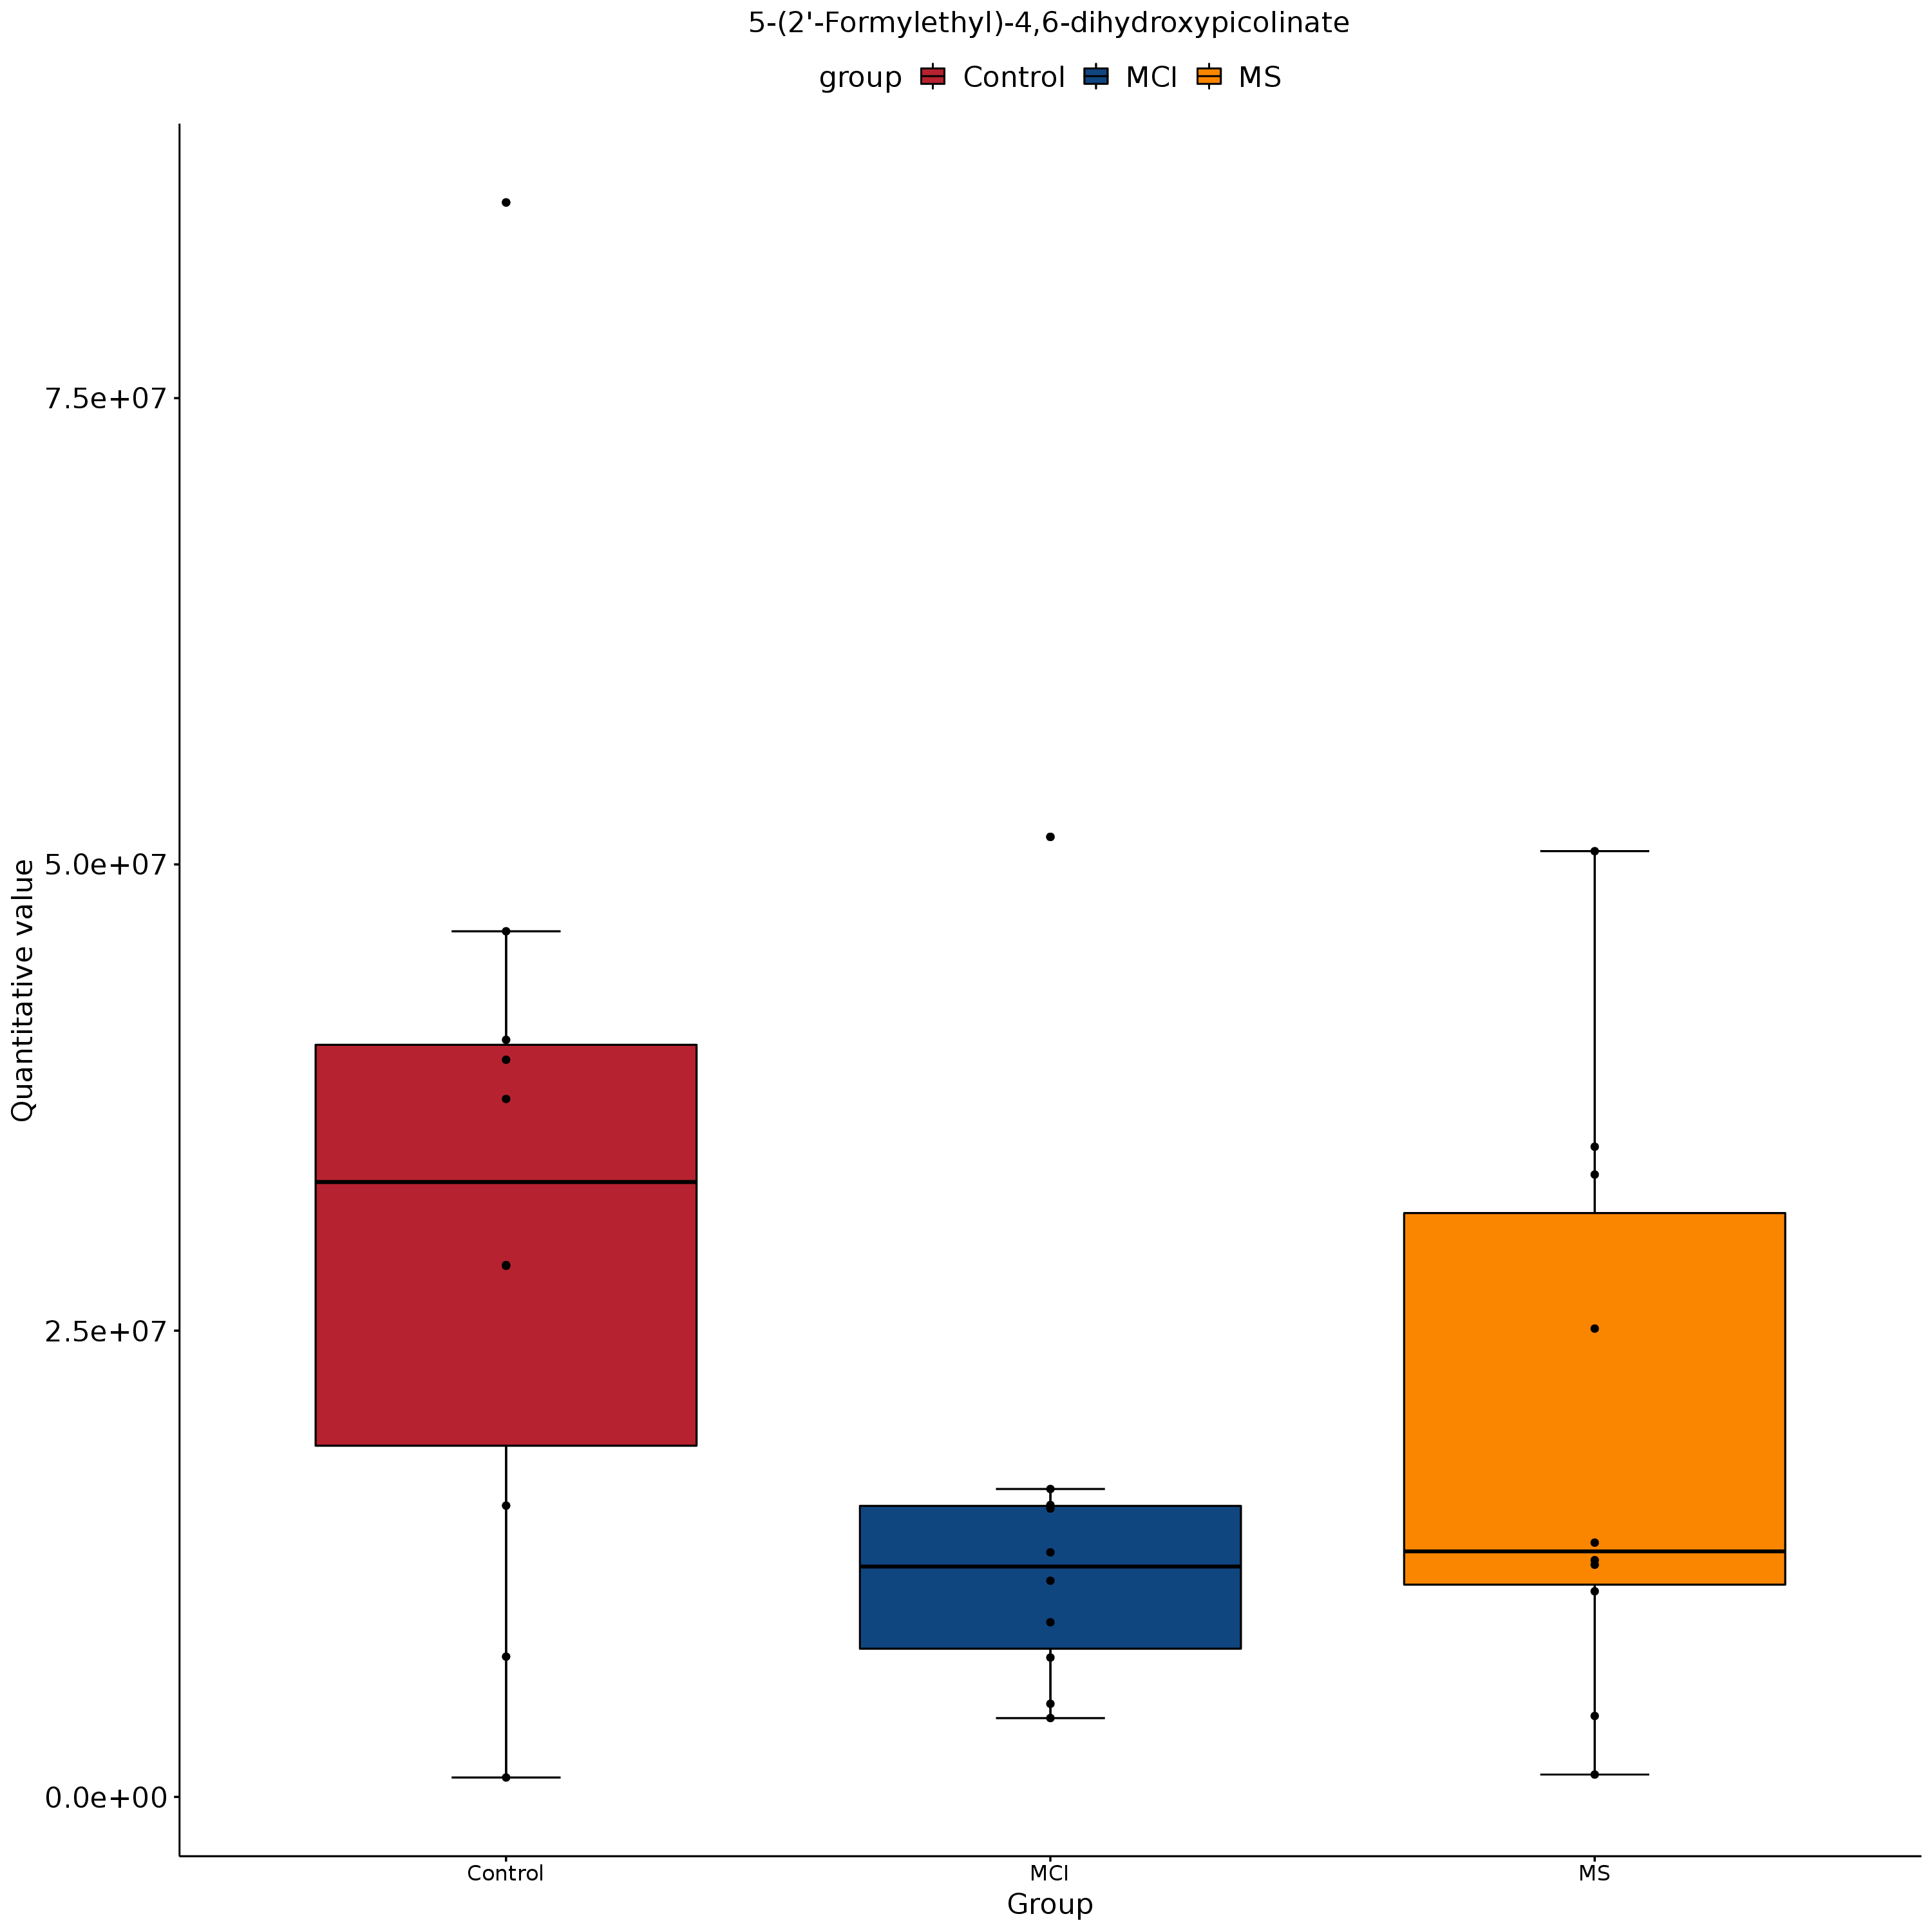 5-(2'-Formylethyl)-4,6-dihydroxypicolinate
group Control MCI MS
Quantitative value
7.5e+07
5.0e+07
2.5e+07
0.0e+00
Control MCI MS
Group